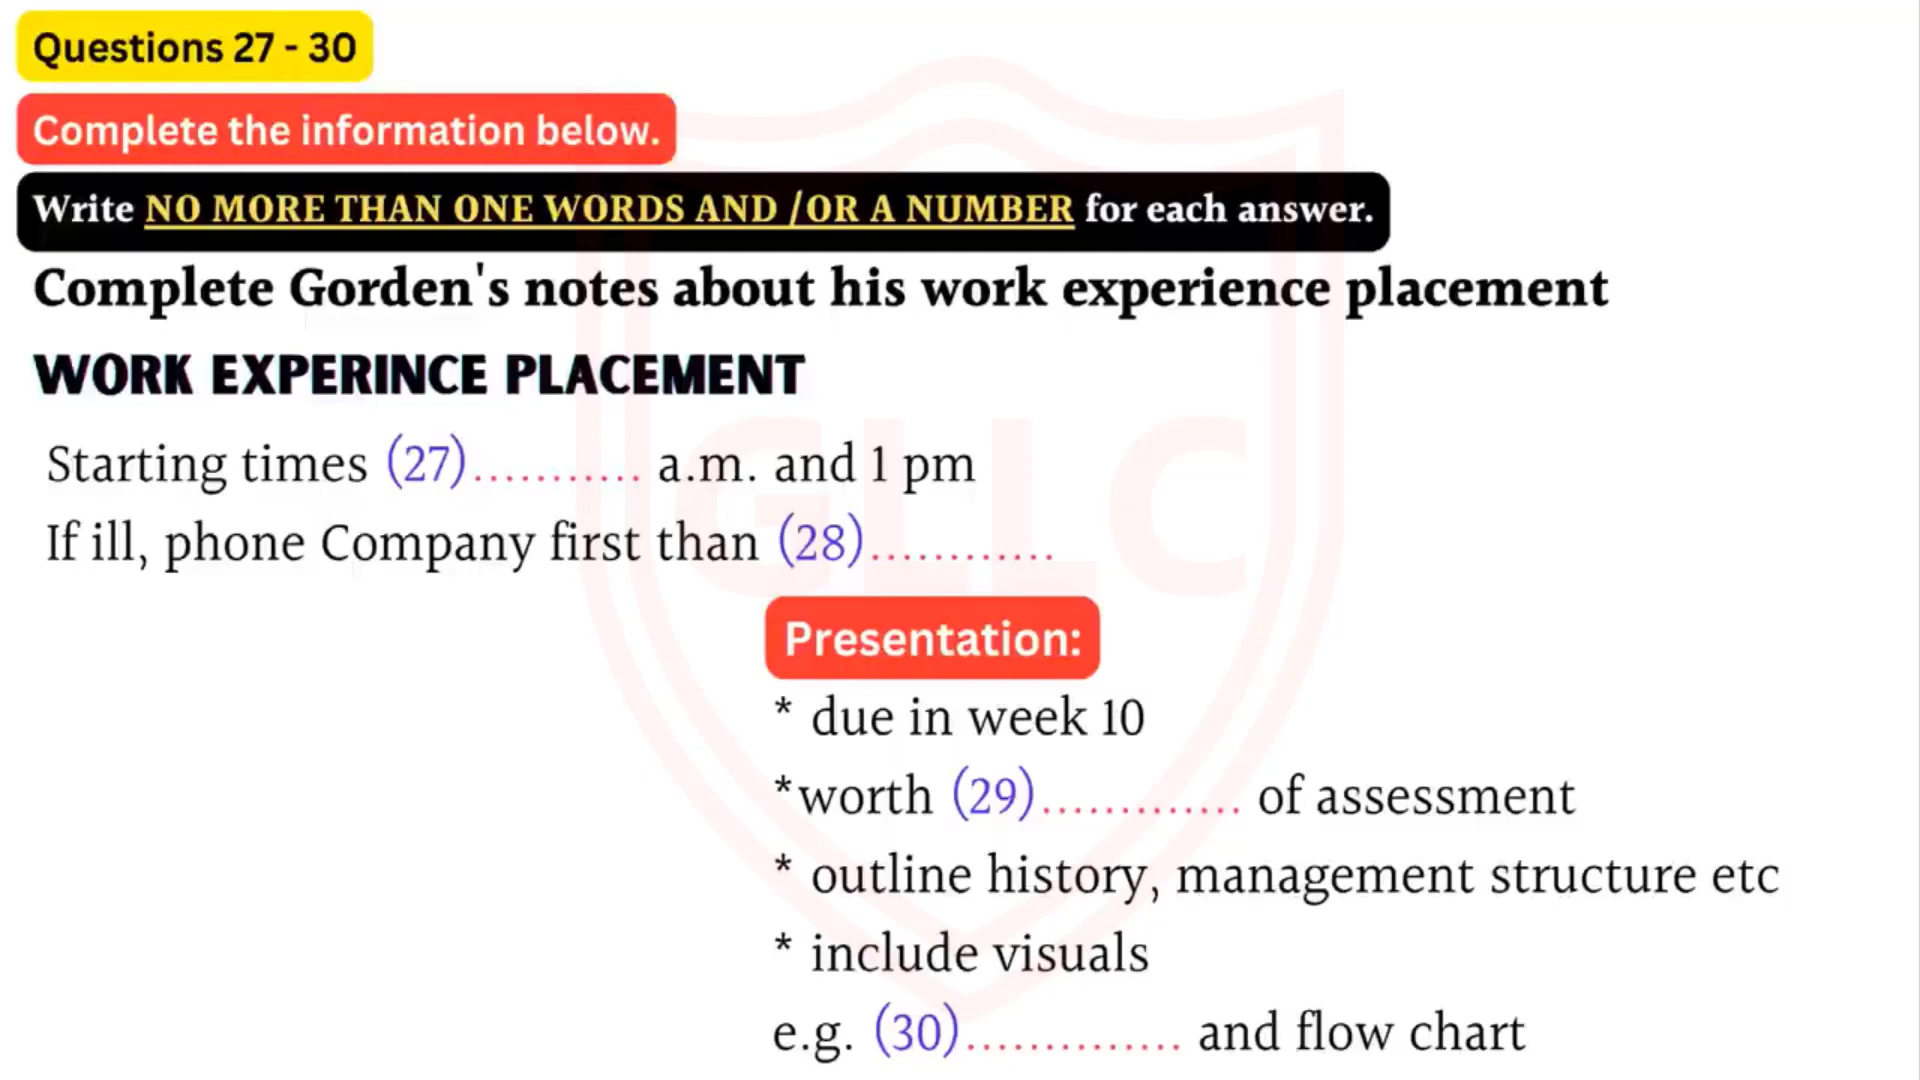 Questions 27 - 30
Complete the information below.
Write NO MORE THAN ONE WORDS AND /OR A NUMBER for each answer.
Complete Gorden's notes about his work experience placement
WORK EXPERINCE PLACEMENT
Starting times (27)........... a.m. and 1 pm
If ill, phone Company first than (28)............
Presentation:
* due in week 10
*worth (29)............. of assessment
* outline history, management structure etc
* include visuals
e.g. (30).............. and flow chart
GLLC